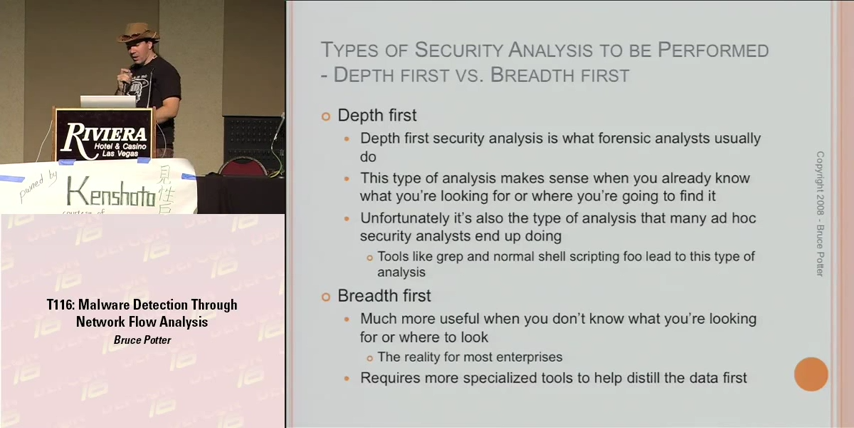 RIVIERA
Hotel & Casino
Las Vegas
pwned by
Kenshoto
T116: Malware Detection Through
Network Flow Analysis
Bruce Potter
TYPES OF SECURITY ANALYSIS TO BE PERFORMED
- DEPTH FIRST VS. BREADTH FIRST
Depth first
Depth first security analysis is what forensic analysts usually
do
This type of analysis makes sense when you already know
what you're looking for or where you're going to find it
Unfortunately it's also the type of analysis that many ad hoc
security analysts end up doing
Tools like grep and normal shell scripting foo lead to this type of
analysis
Breadth first
Much more useful when you don't know what you're looking
for or where to look
The reality for most enterprises
Requires more specialized tools to help distill the data first
Copyright 2008 - Bruce Potter